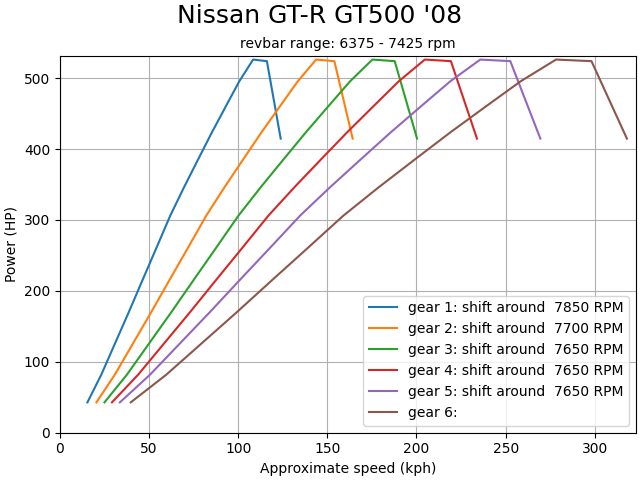 Nissan GT-R GT500 '08
revbar range: 6375 - 7425 rpm
Power (HP)
500
400
300
200
100
0
0 50 100 150 200 250 300
Approximate speed (kph)
gear 1: shift around 7850 RPM
gear 2: shift around 7700 RPM
gear 3: shift around 7650 RPM
gear 4: shift around 7650 RPM
gear 5: shift around 7650 RPM
gear 6: